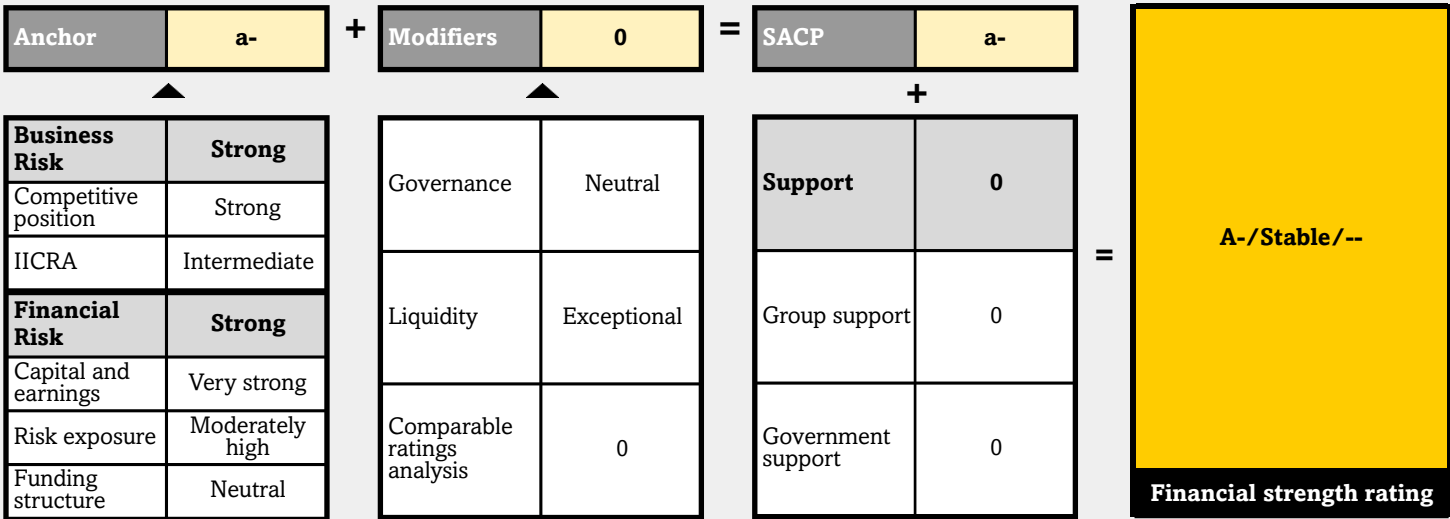 Anchor a- + Modifiers 0 = SACP a-
+
Business
Risk
Strong
Competitive
position
Strong
IICRA Intermediate
Financial
Risk
Strong
Capital and
earnings
Very strong
Risk exposure
Moderately
high
Funding
structure
Neutral
Governance Neutral
Liquidity Exceptional
Comparable
ratings
analysis
0
Support 0
Group support 0
Government
support
0
=
A-/Stable/--
Financial strength rating